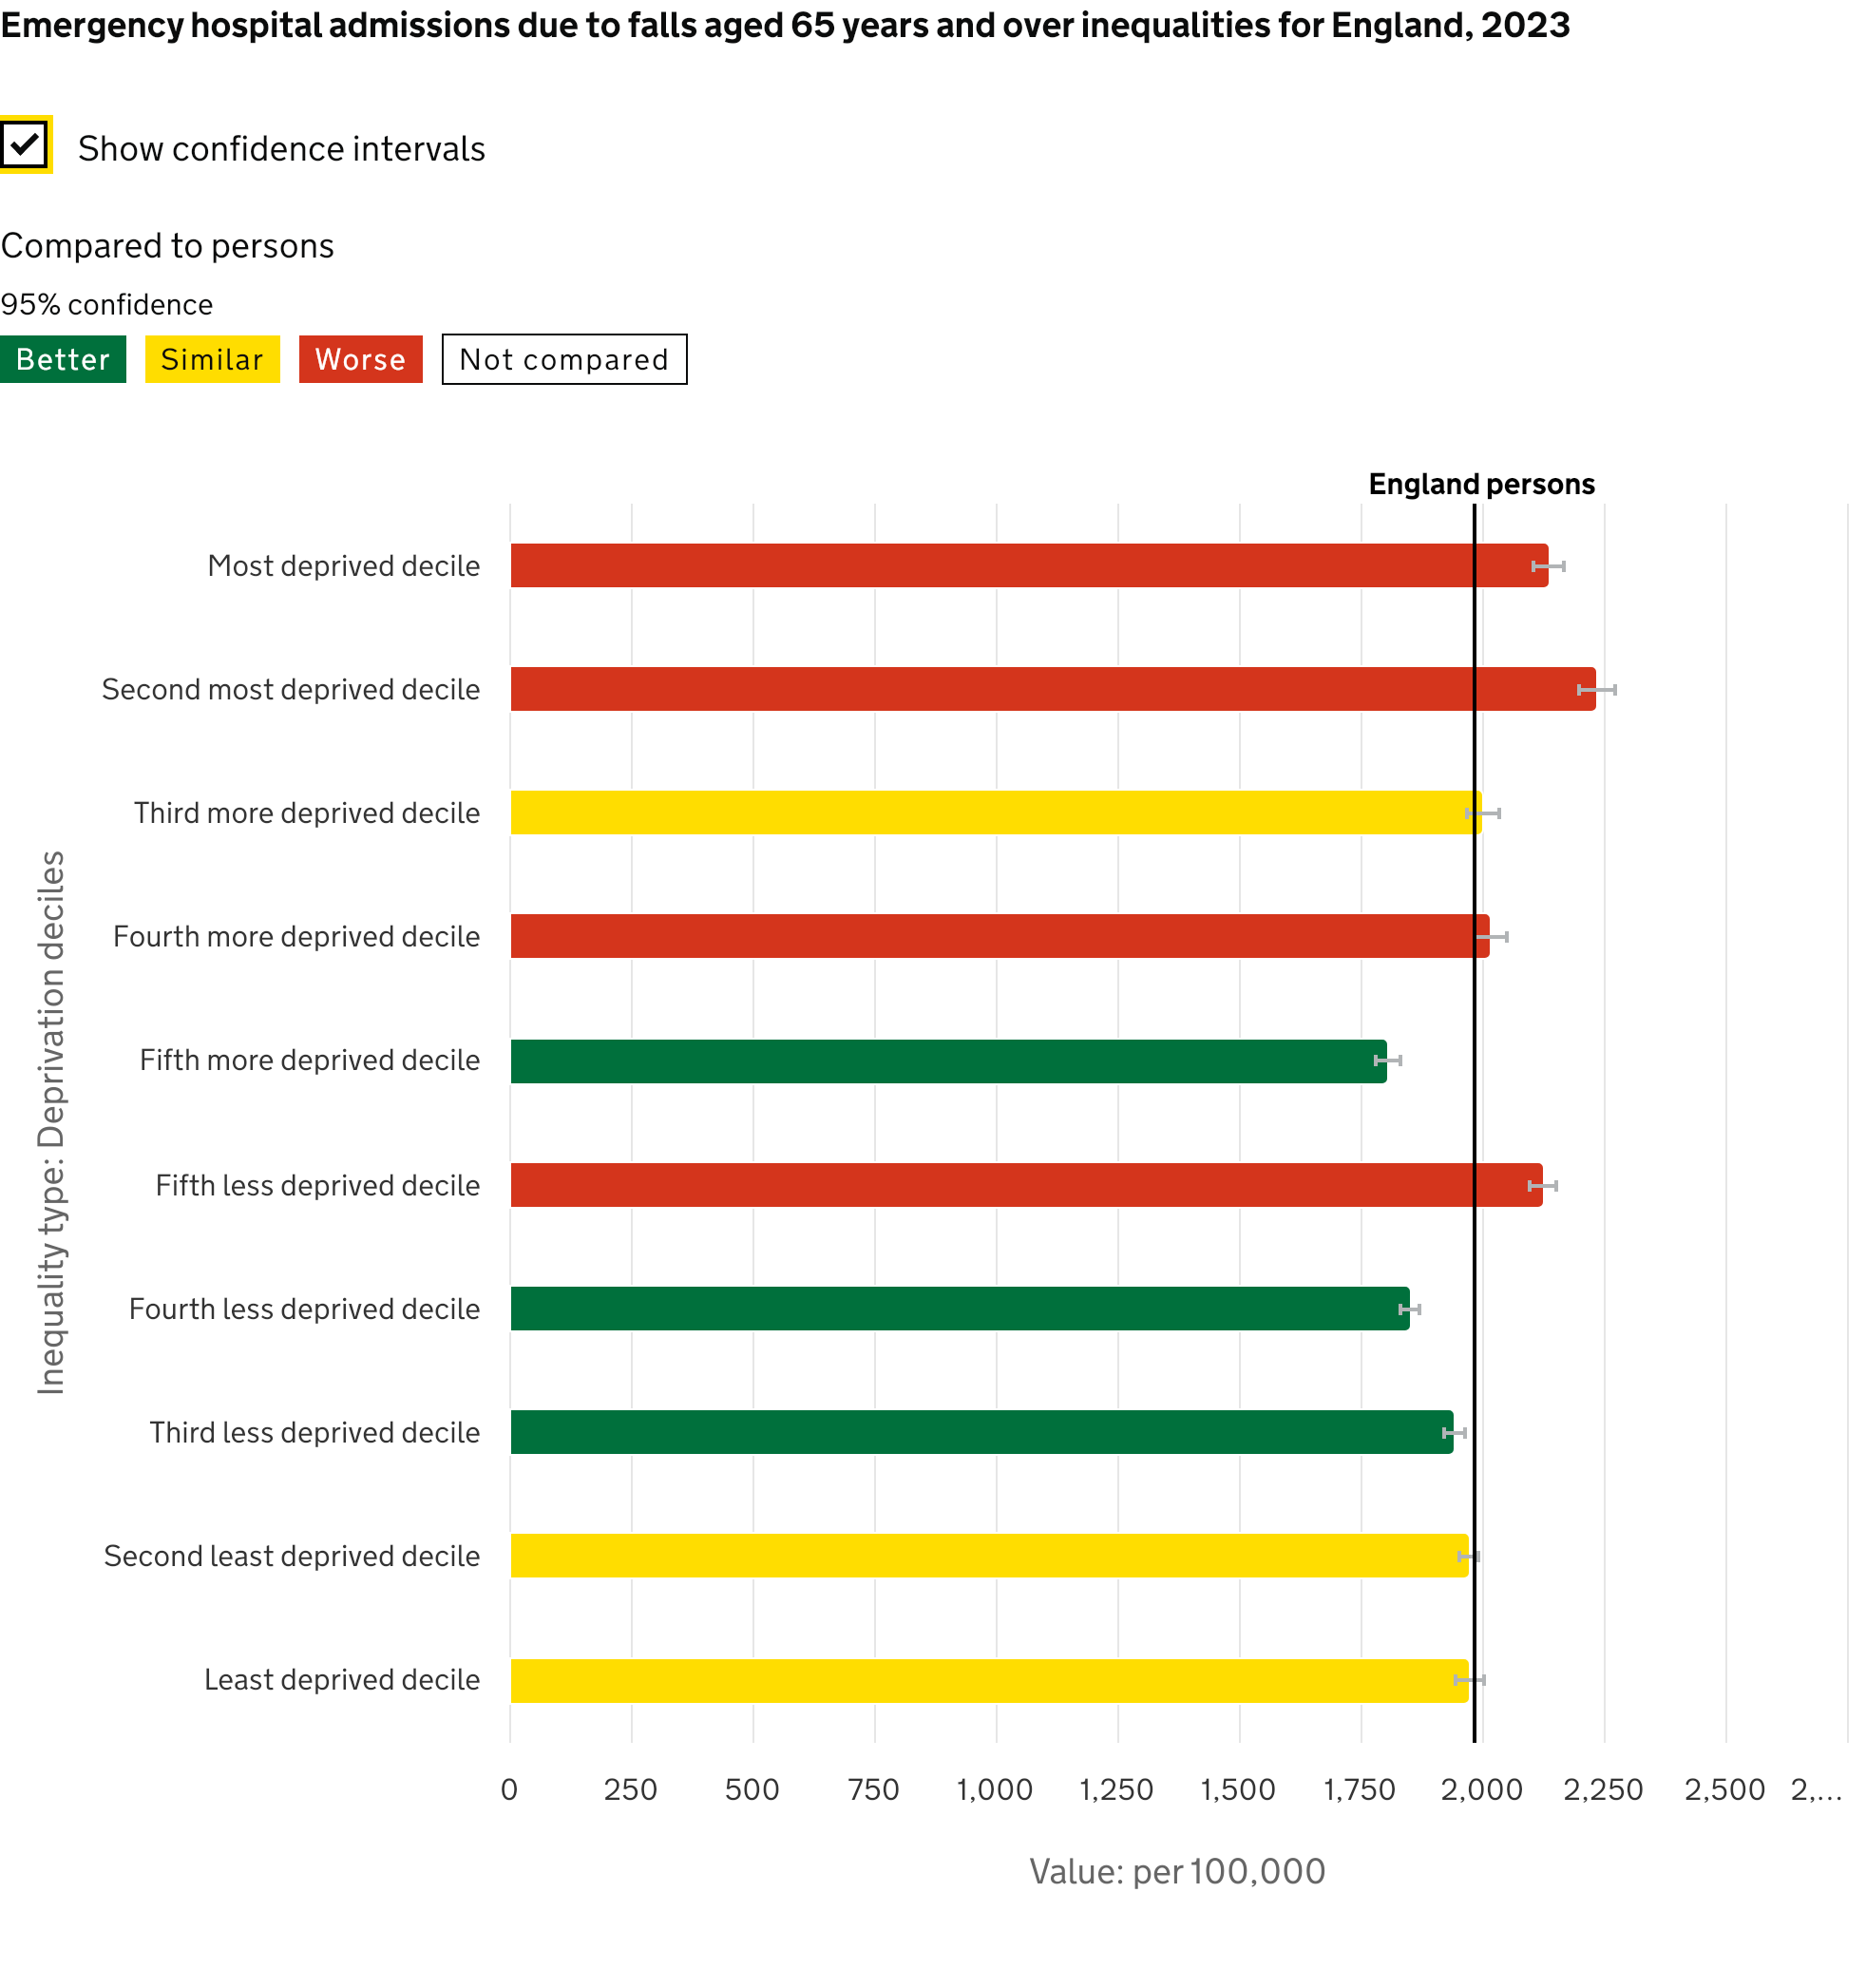 Emergency hospital admissions due to falls aged 65 years and over inequalities for England, 2023
Show confidence intervals
Compared to persons
95% confidence
Better Similar Worse Not compared
England persons
Most deprived decile
Second most deprived decile
Third more deprived decile
Fourth more deprived decile
Fifth more deprived decile
Fifth less deprived decile
Fourth less deprived decile
Third less deprived decile
Second least deprived decile
Least deprived decile
Inequality type: Deprivation deciles
0 250 500 750 1,000 1,250 1,500 1,750 2,000 2,250 2,500 2,…
Value: per 100,000